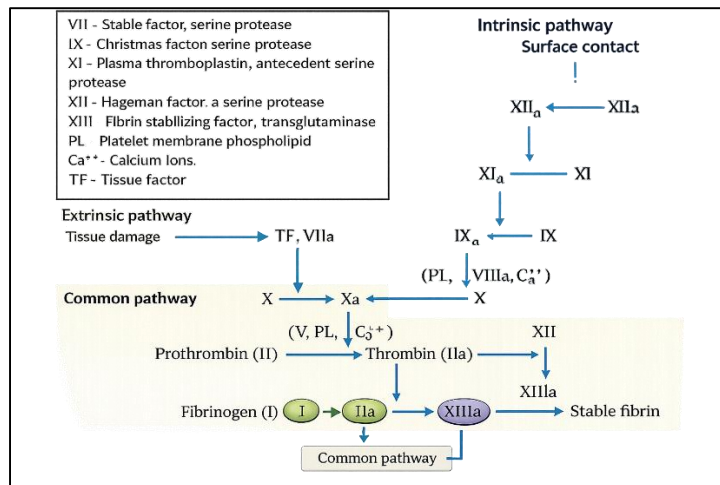 VII - Stable factor, serine protease
IX - Christmas facton serine protease
XI - Plasma thromboplastin, antecedent serine
protease
XII - Hageman factor. a serine protease
XIII Fibrin stabllizing factor, transglutaminase
PL Platelet membrane phospholipid
Ca⁺⁺ - Calcium Ions.
TF - Tissue factor
Intrinsic pathway
Surface contact
XIIₐ XIIa
XIₐ XI
Extrinsic pathway
Tissue damage TF, VIIa
IXₐ IX
(PL, VIIIa, Ca⁺⁺)
Common pathway
X Xa X
(V, PL,
Prothrombin (II) Thrombin (IIa) XII
XIIIa
Fibrinogen (I) I IIa XIIIa Stable fibrin
Common pathway